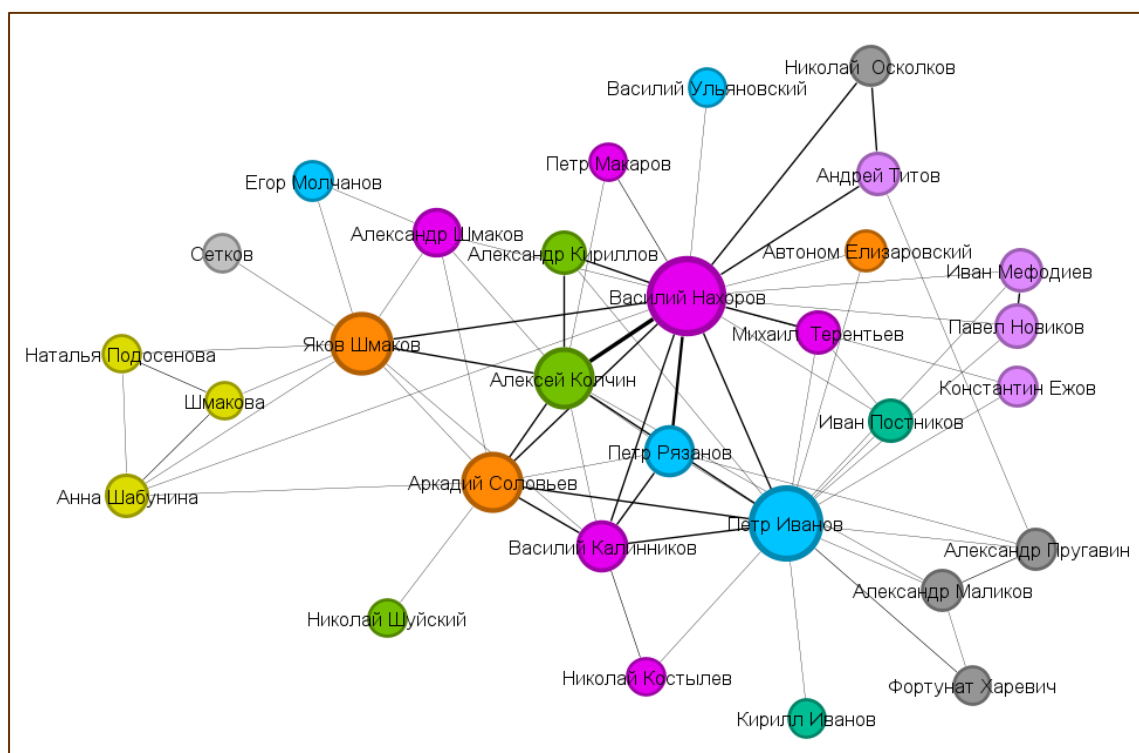 Николай Осколков
Василий Ульяновский
Петр Макаров
Андрей Титов
Егор Молчанов
Александр Шмаков
Сетков
Александр Кириллов
Автоном Елизаровский
Иван Мефодиев
Василий Нахоров
Павел Новиков
Михаил Терентьев
Яков Шмаков
Наталья Подосенова
Алексей Колчин
Константин Ежов
Шмакова
Иван Постников
Петр Рязанов
Аркадий Соловьев
Анна Шабунина
Петр Иванов
Василий Калинников
Александр Пругавин
Александр Маликов
Николай Шуйский
Николай Костылев
Фортунат Харевич
Кирилл Иванов